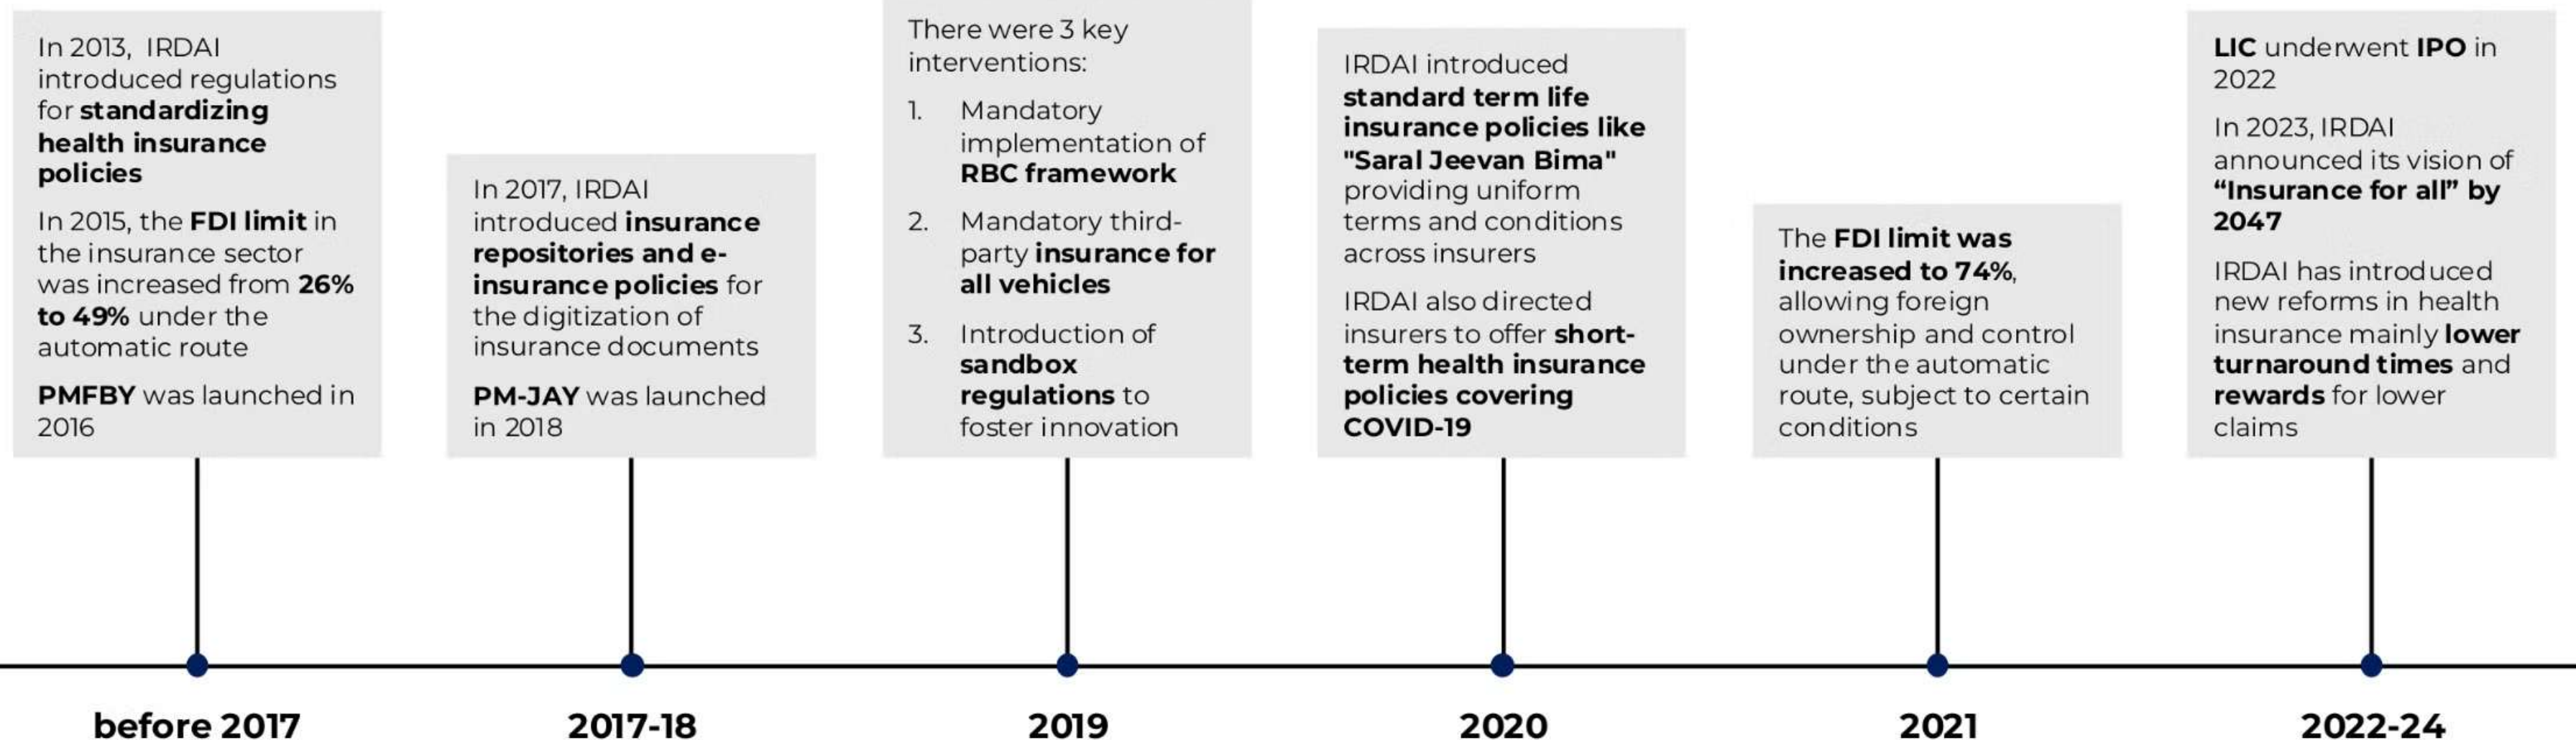 In 2013, IRDAI
introduced regulations
for standardizing
health insurance
policies
In 2015, the FDI limit in
the insurance sector
was increased from 26%
to 49% under the
automatic route
PMFBY was launched in
2016
before 2017
In 2017, IRDAI
introduced insurance
repositories and e-
insurance policies for
the digitization of
insurance documents
PM-JAY was launched
in 2018
2017-18
There were 3 key
interventions:
1. Mandatory
implementation of
RBC framework
2. Mandatory third-
party insurance for
all vehicles
3. Introduction of
sandbox
regulations to
foster innovation
2019
IRDAI introduced
standard term life
insurance policies like
"Saral Jeevan Bima"
providing uniform
terms and conditions
across insurers
IRDAI also directed
insurers to offer short-
term health insurance
policies covering
COVID-19
2020
The FDI limit was
increased to 74%,
allowing foreign
ownership and control
under the automatic
route, subject to certain
conditions
2021
LIC underwent IPO in
2022
In 2023, IRDAI
announced its vision of
“Insurance for all” by
2047
IRDAI has introduced
new reforms in health
insurance mainly lower
turnaround times and
rewards for lower
claims
2022-24